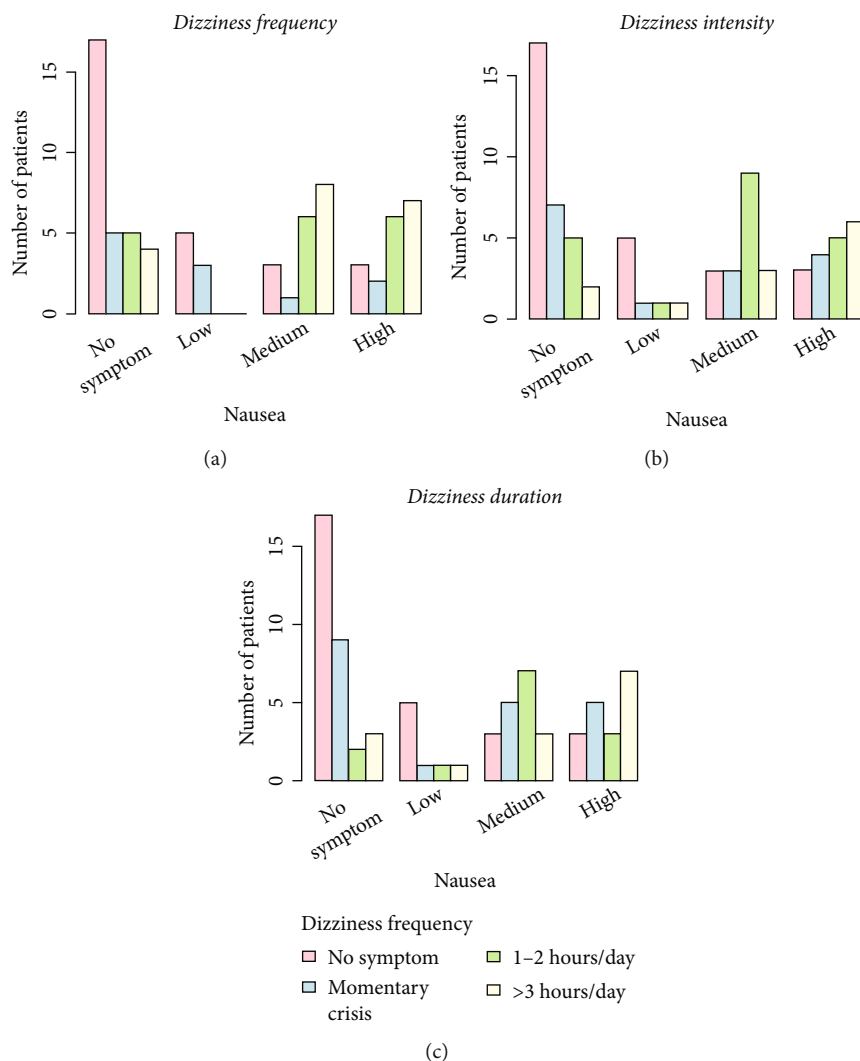 Dizziness frequency
Number of patients
15
10
5
0
No
symptom
Low
Medium
High
Nausea
(a)
Dizziness intensity
Number of patients
15
10
5
0
No
symptom
Low
Medium
High
Nausea
(b)
Dizziness duration
Number of patients
15
10
5
0
No
symptom
Low
Medium
High
Nausea
Dizziness frequency
No symptom
Momentary
crisis
1–2 hours/day
>3 hours/day
(c)